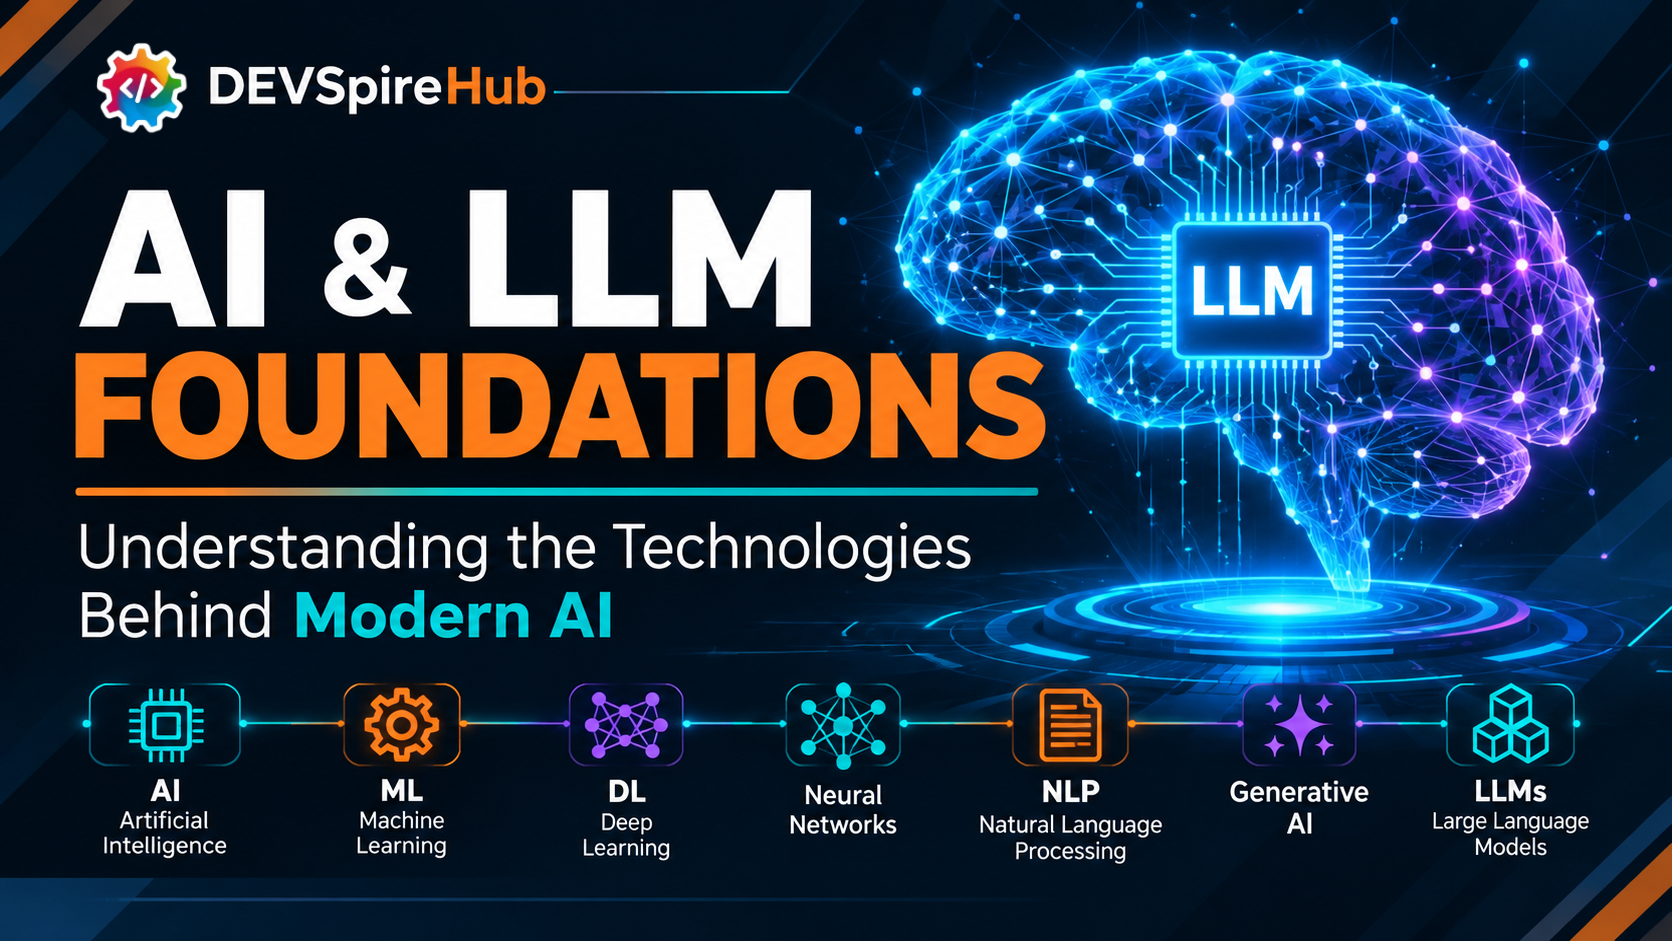 </>
DEVSpireHub
AI & LLM
FOUNDATIONS
Understanding the Technologies
Behind Modern AI
LLM
AI
Artificial
Intelligence
ML
Machine
Learning
DL
Deep
Learning
Neural
Networks
NLP
Natural Language
Processing
Generative
AI
LLMs
Large Language
Models